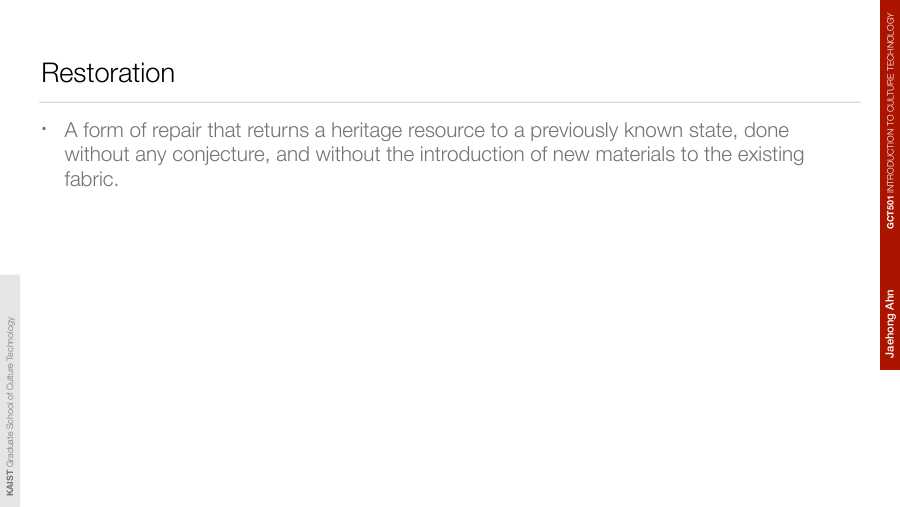 Restoration
• A form of repair that returns a heritage resource to a previously known state, done
without any conjecture, and without the introduction of new materials to the existing
fabric.
GCT501 INTRODUCTION TO CULTURE TECHNOLOGY
Jaehong Ahn
KAIST Graduate School of Culture Technology